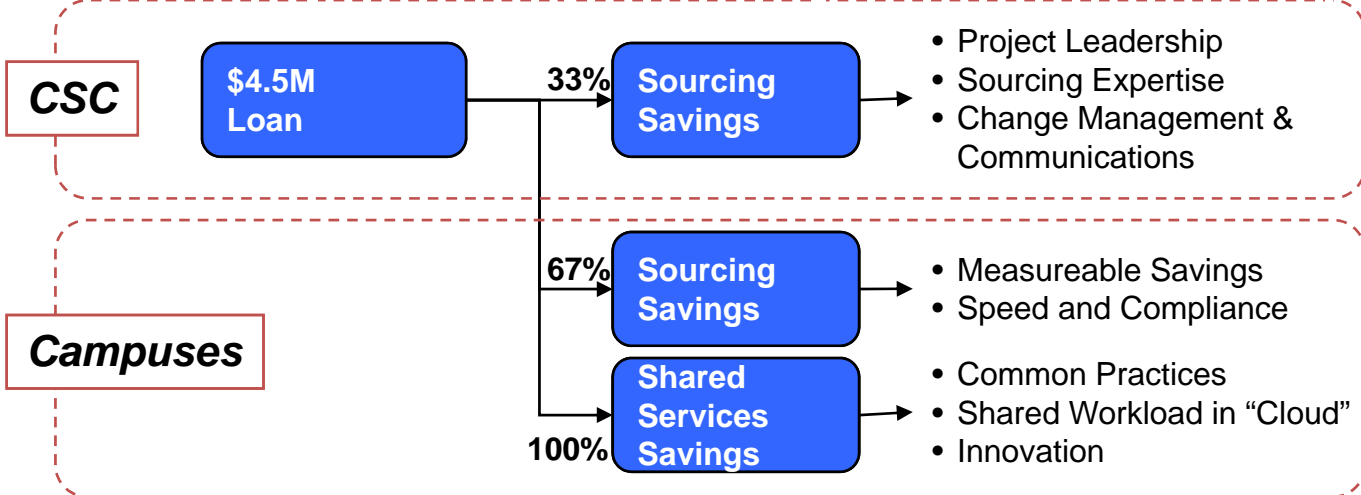 CSC
$4.5M
Loan
33%
Sourcing
Savings
• Project Leadership
• Sourcing Expertise
• Change Management &
Communications
Campuses
67%
Sourcing
Savings
• Measureable Savings
• Speed and Compliance
100%
Shared
Services
Savings
• Common Practices
• Shared Workload in “Cloud”
• Innovation